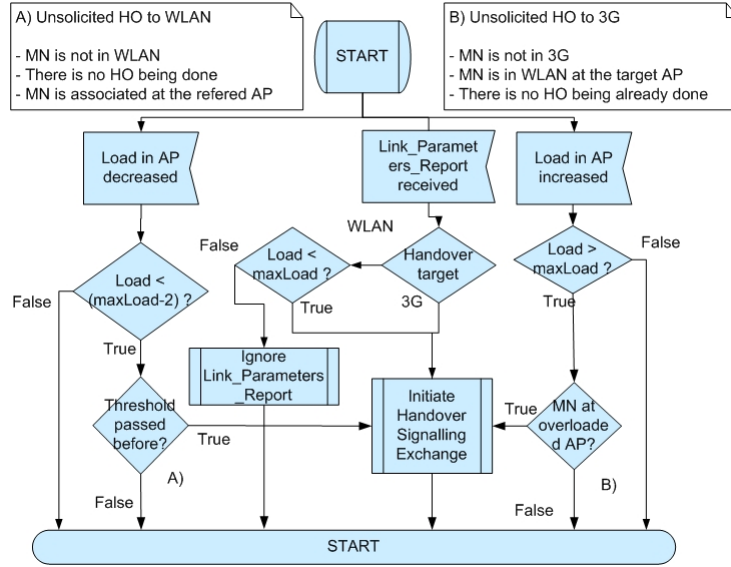 A) Unsolicited HO to WLAN
- MN is not in WLAN
- There is no HO being done
- MN is associated at the refered AP
START
B) Unsolicited HO to 3G
- MN is not in 3G
- MN is in WLAN at the target AP
- There is no HO being already done
Load in AP
decreased
Link_Paramet
ers_Report
received
Load in AP
increased
WLAN
False
Load <
maxLoad ?
Handover
target
Load >
maxLoad ?
False
Load <
(maxLoad-2) ?
False
True
3G
True
True
Ignore
Link_Parameters
_Report
Threshold
passed
before?
True
Initiate
Handover
Signalling
Exchange
True
MN at
overloade
d AP?
A)
B)
False
False
START